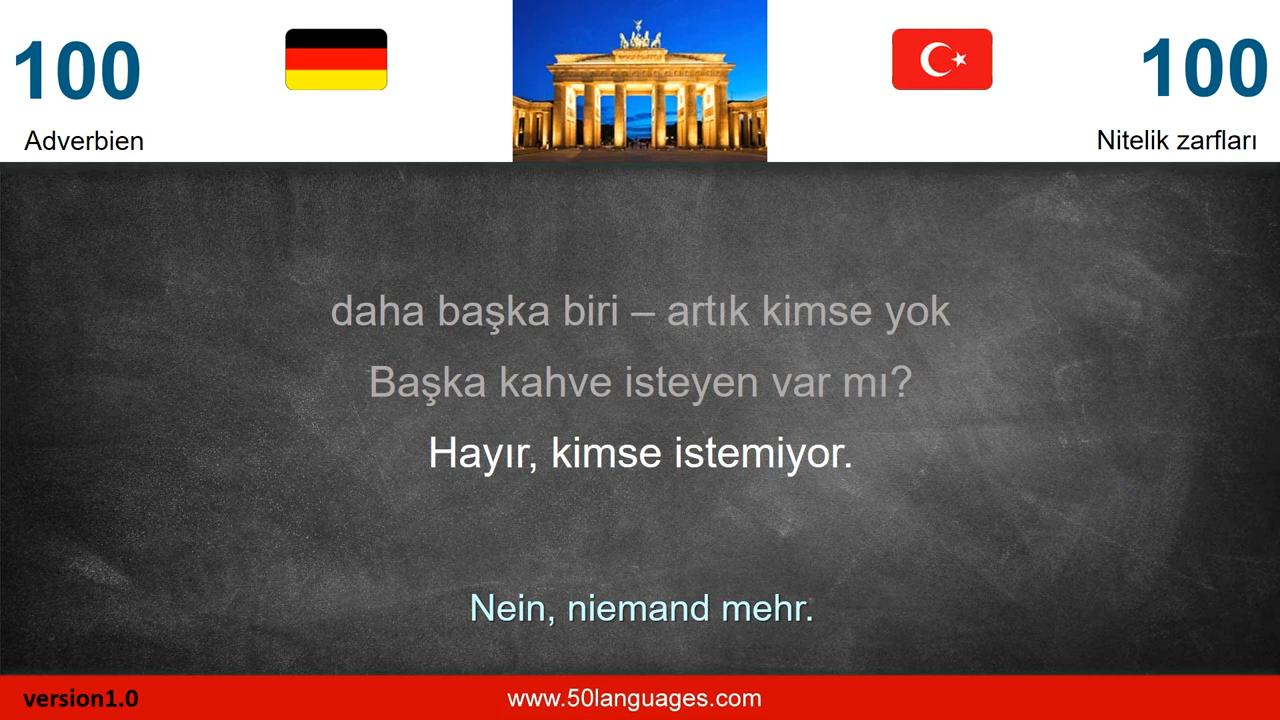 100
100
Adverbien
Nitelik zarfları
daha başka biri – artık kimse yok
Başka kahve isteyen var mı?
Hayır, kimse istemiyor.
Nein, niemand mehr.
version1.0
www.50languages.com